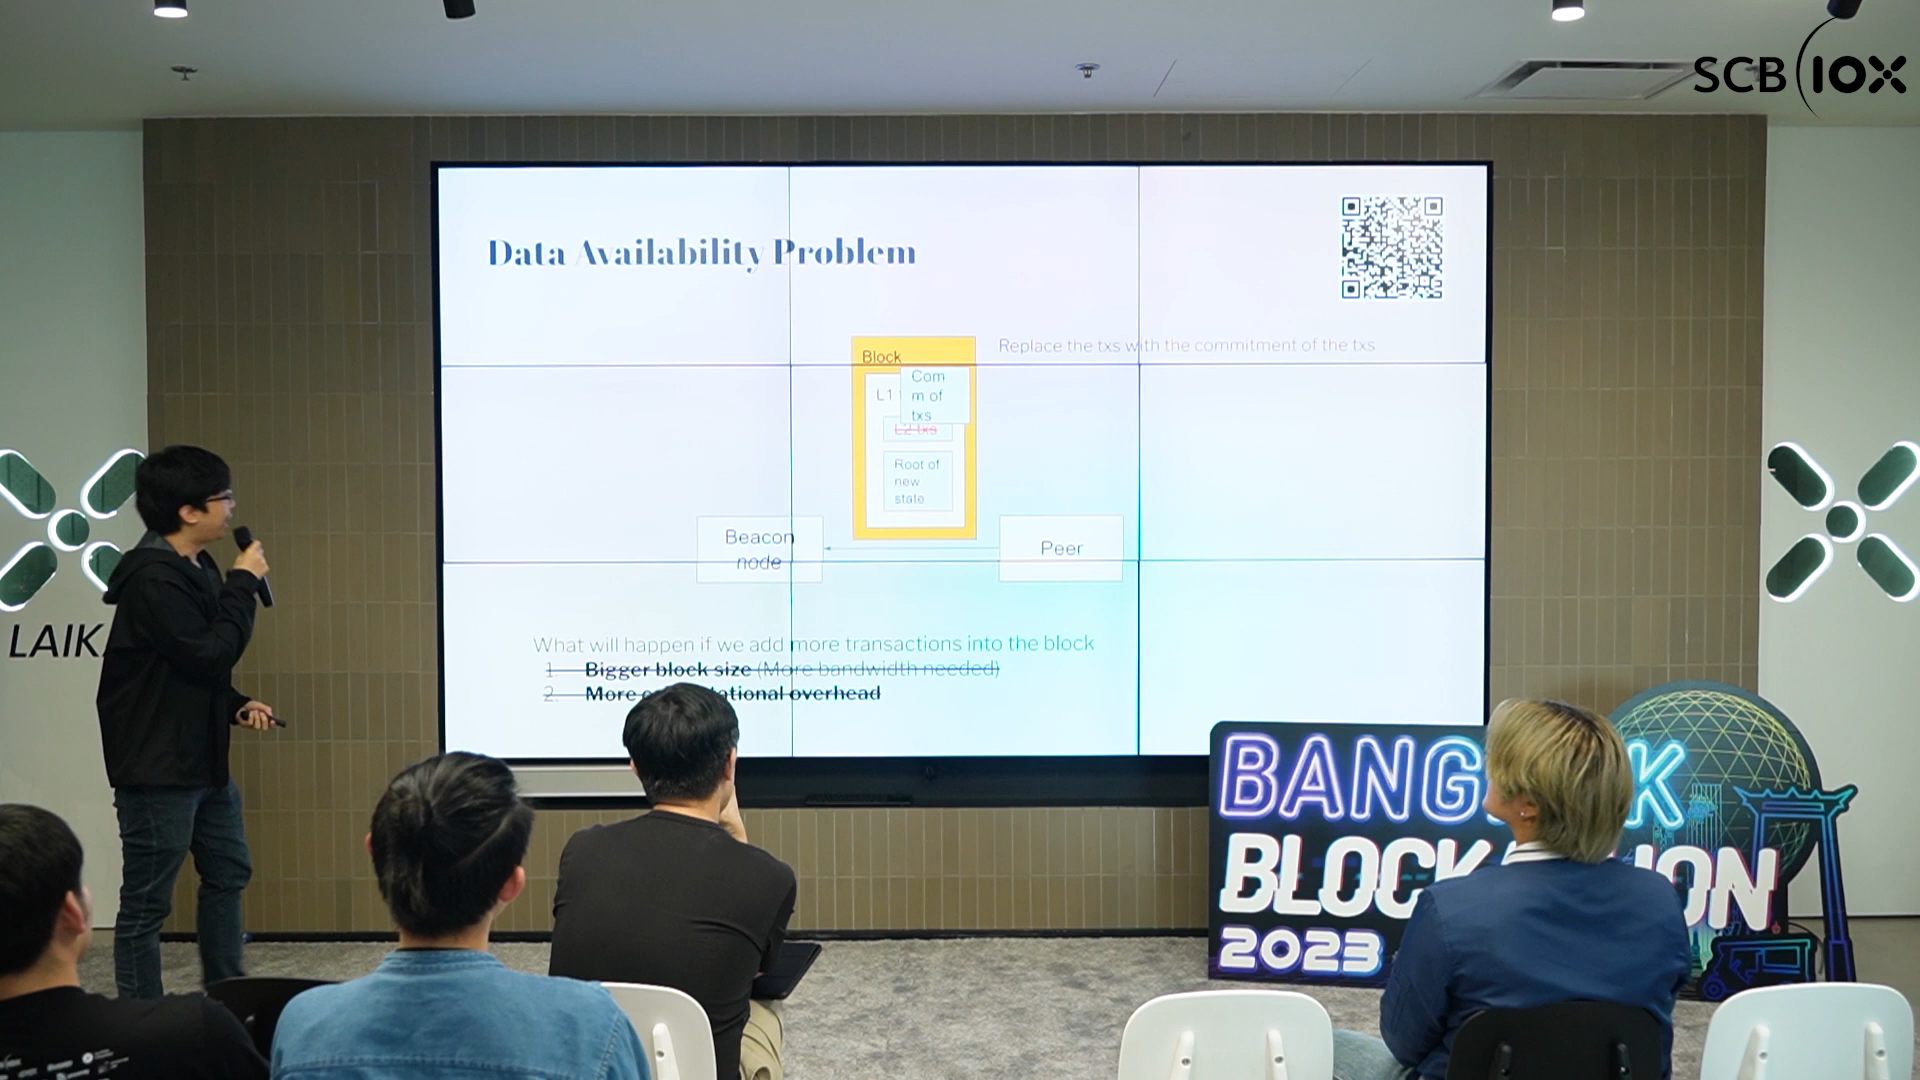 SCB 10X
Data Availability Problem
Replace the txs with the commitment of the txs
Block
Com
m of
txs
L1
L2 txs
Root of
new
state
Beacon
node
Peer
What will happen if we add more transactions into the block
1. Bigger block size (More bandwidth needed)
2. More overhead
LAIK
BANG K
BLOCK ON
2023